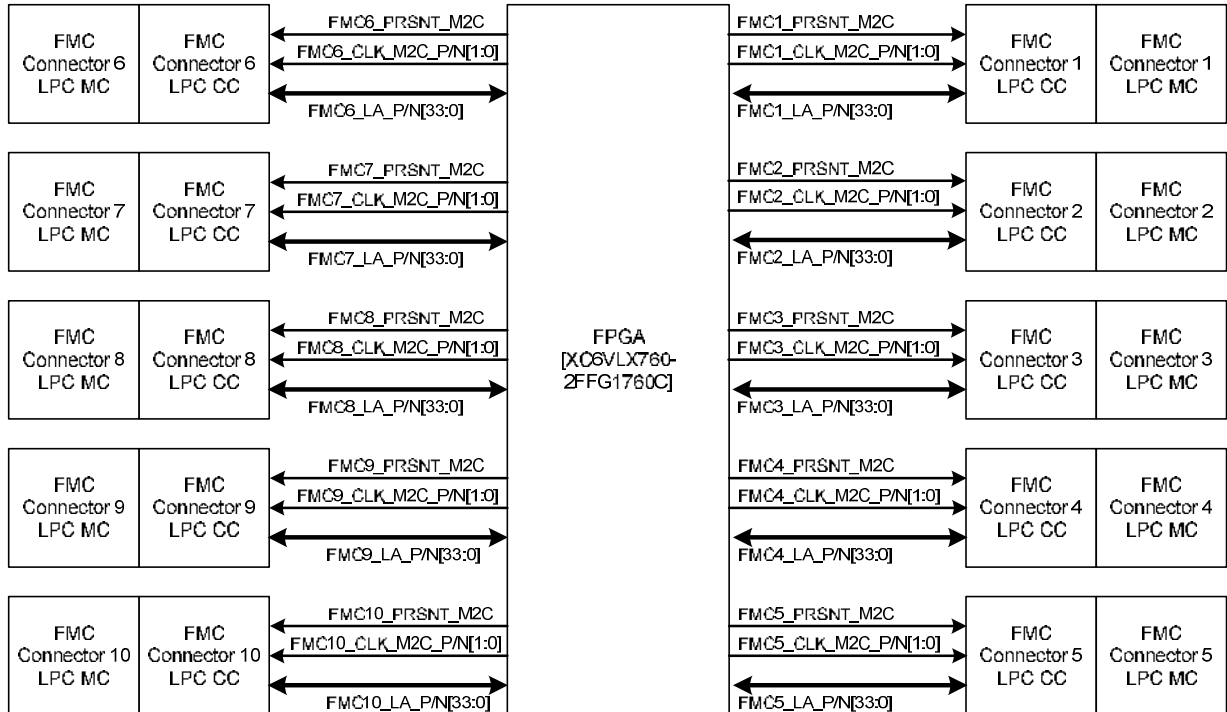 FMC
Connector 6
LPC MC
FMC
Connector 6
LPC CC
FMC6_PRSNT_M2C
FMC6_CLK_M2C_P/N[1:0]
FMC6_LA_P/N[33:0]
FMC1_PRSNT_M2C
FMC1_CLK_M2C_P/N[1:0]
FMC1_LA_P/N[33:0]
FMC
Connector 1
LPC CC
FMC
Connector 1
LPC MC
FMC
Connector 7
LPC MC
FMC
Connector 7
LPC CC
FMC7_PRSNT_M2C
FMC7_CLK_M2C_P/N[1:0]
FMC7_LA_P/N[33:0]
FMC2_PRSNT_M2C
FMC2_CLK_M2C_P/N[1:0]
FMC2_LA_P/N[33:0]
FMC
Connector 2
LPC CC
FMC
Connector 2
LPC MC
FMC
Connector 8
LPC MC
FMC
Connector 8
LPC CC
FMC8_PRSNT_M2C
FMC8_CLK_M2C_P/N[1:0]
FMC8_LA_P/N[33:0]
FPGA
[XC6VLX760-
2FFG1760C]
FMC3_PRSNT_M2C
FMC3_CLK_M2C_P/N[1:0]
FMC3_LA_P/N[33:0]
FMC
Connector 3
LPC CC
FMC
Connector 3
LPC MC
FMC
Connector 9
LPC MC
FMC
Connector 9
LPC CC
FMC9_PRSNT_M2C
FMC9_CLK_M2C_P/N[1:0]
FMC9_LA_P/N[33:0]
FMC4_PRSNT_M2C
FMC4_CLK_M2C_P/N[1:0]
FMC4_LA_P/N[33:0]
FMC
Connector 4
LPC CC
FMC
Connector 4
LPC MC
FMC
Connector 10
LPC MC
FMC
Connector 10
LPC CC
FMC10_PRSNT_M2C
FMC10_CLK_M2C_P/N[1:0]
FMC10_LA_P/N[33:0]
FMC5_PRSNT_M2C
FMC5_CLK_M2C_P/N[1:0]
FMC5_LA_P/N[33:0]
FMC
Connector 5
LPC CC
FMC
Connector 5
LPC MC